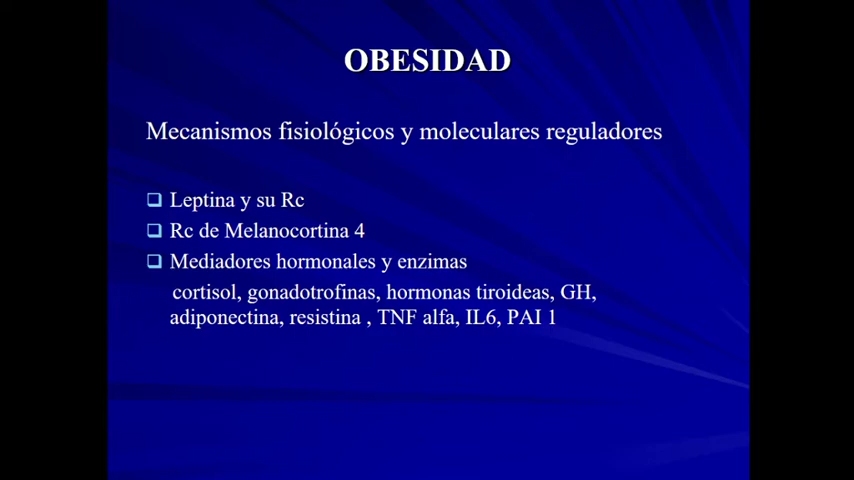 OBESIDAD
Mecanismos fisiológicos y moleculares reguladores
Leptina y su Rc
Rc de Melanocortina 4
Mediadores hormonales y enzimas
cortisol, gonadotrofinas, hormonas tiroideas, GH,
adiponectina, resistina , TNF alfa, IL6, PAI 1